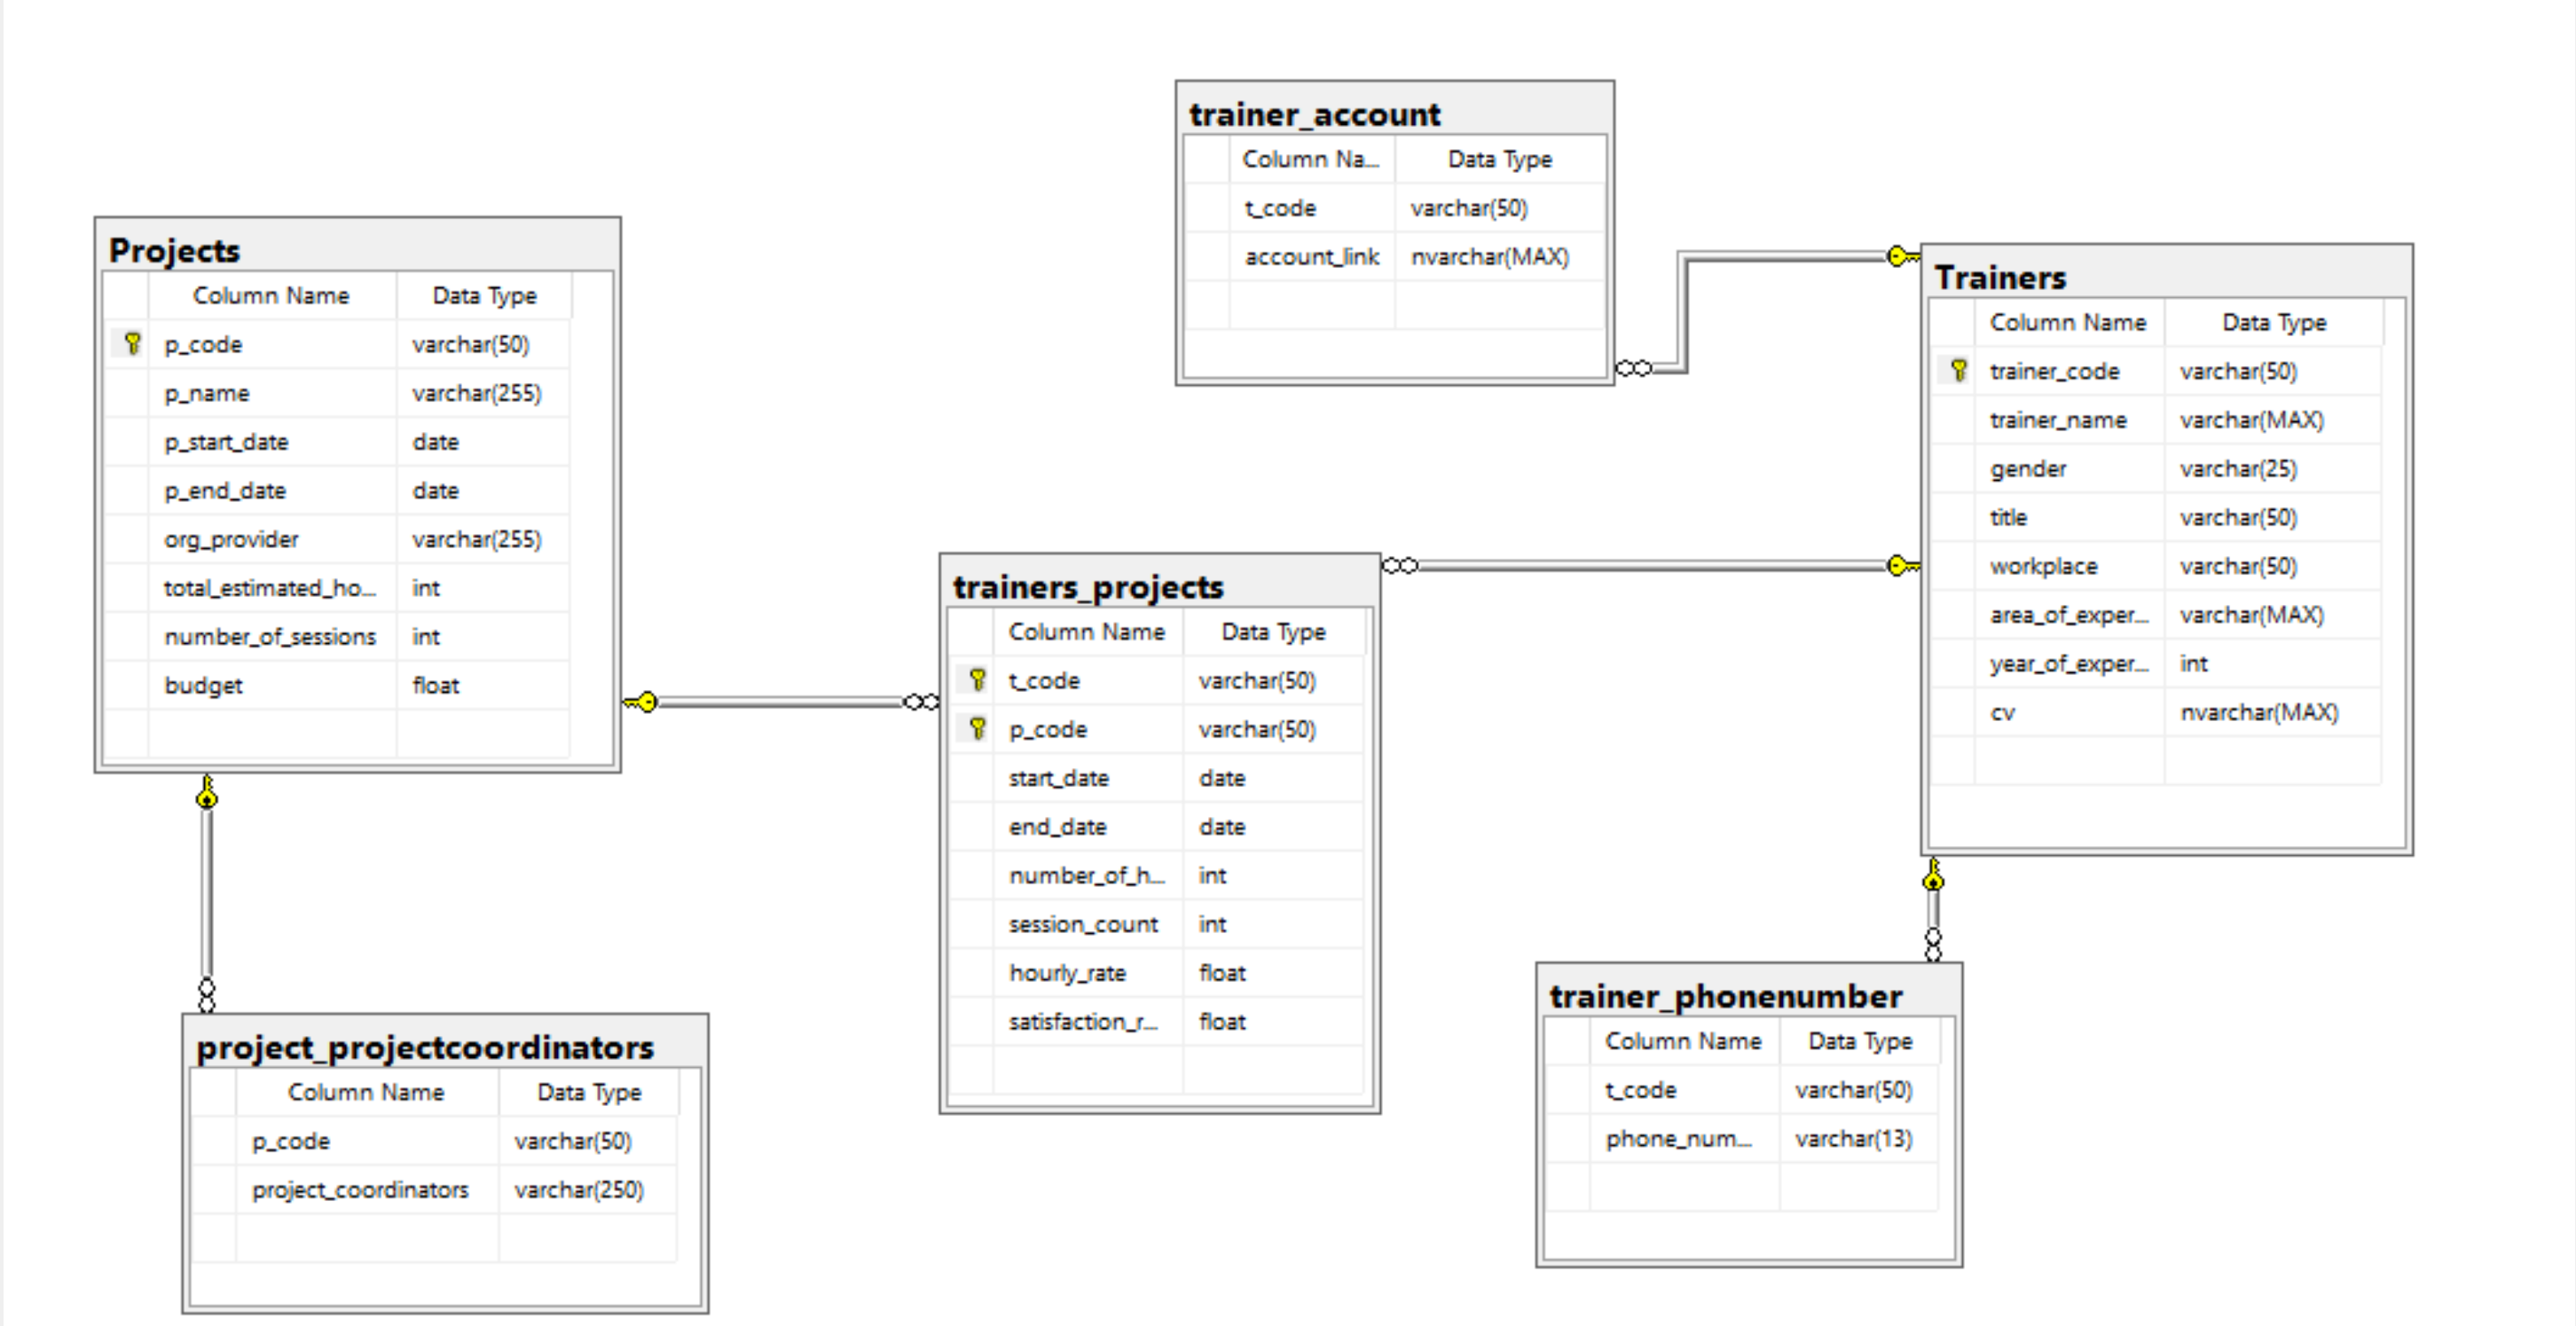 trainer_account
Column Na... Data Type
t_code varchar(50)
account_link nvarchar(MAX)
Projects
Column Name Data Type
p_code varchar(50)
p_name varchar(255)
p_start_date date
p_end_date date
org_provider varchar(255)
total_estimated_ho... int
number_of_sessions int
budget float
Trainers
Column Name Data Type
trainer_code varchar(50)
trainer_name varchar(MAX)
gender varchar(25)
title varchar(50)
workplace varchar(50)
area_of_exper... varchar(MAX)
year_of_exper... int
cv nvarchar(MAX)
trainers_projects
Column Name Data Type
t_code varchar(50)
p_code varchar(50)
start_date date
end_date date
number_of_h... int
session_count int
hourly_rate float
satisfaction_r... float
project_projectcoordinators
Column Name Data Type
p_code varchar(50)
project_coordinators varchar(250)
trainer_phonenumber
Column Name Data Type
t_code varchar(50)
phone_num... varchar(13)